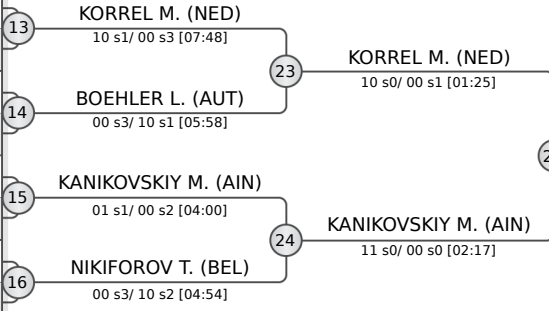 13
KORREL M. (NED)
10 s1/ 00 s3 [07:48]
23
KORREL M. (NED)
10 s0/ 00 s1 [01:25]
14
BOEHLER L. (AUT)
00 s3/ 10 s1 [05:58]
15
KANIKOVSKIY M. (AIN)
01 s1/ 00 s2 [04:00]
24
KANIKOVSKIY M. (AIN)
11 s0/ 00 s0 [02:17]
16
NIKIFOROV T. (BEL)
00 s3/ 10 s2 [04:54]